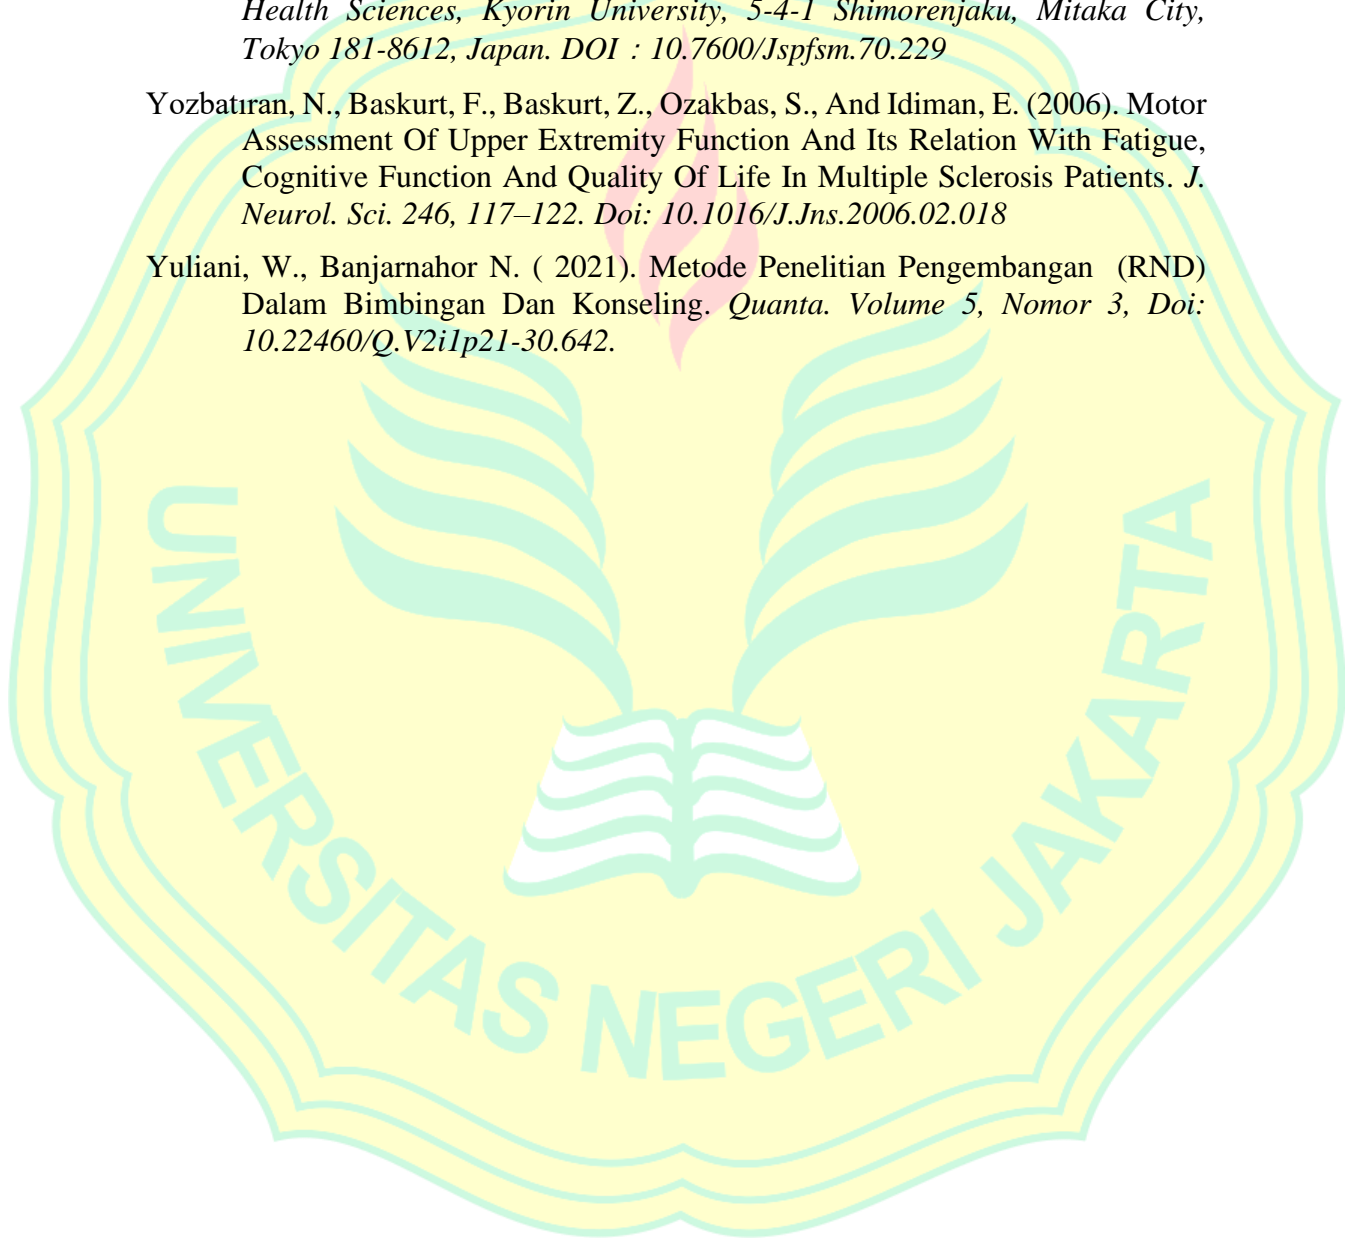 Health Sciences, Kyorin University, 5-4-1 Shimorenjaku, Mitaka City,
Tokyo 181-8612, Japan. DOI : 10.7600/Jspfsm.70.229
Yozbatıran, N., Baskurt, F., Baskurt, Z., Ozakbas, S., And Idiman, E. (2006). Motor
Assessment Of Upper Extremity Function And Its Relation With Fatigue,
Cognitive Function And Quality Of Life In Multiple Sclerosis Patients. J.
Neurol. Sci. 246, 117–122. Doi: 10.1016/J.Jns.2006.02.018
Yuliani, W., Banjarnahor N. ( 2021). Metode Penelitian Pengembangan (RND)
Dalam Bimbingan Dan Konseling. Quanta. Volume 5, Nomor 3, Doi:
10.22460/Q.V2i1p21-30.642.
UNIVERSITAS NEGERI JAKARTA